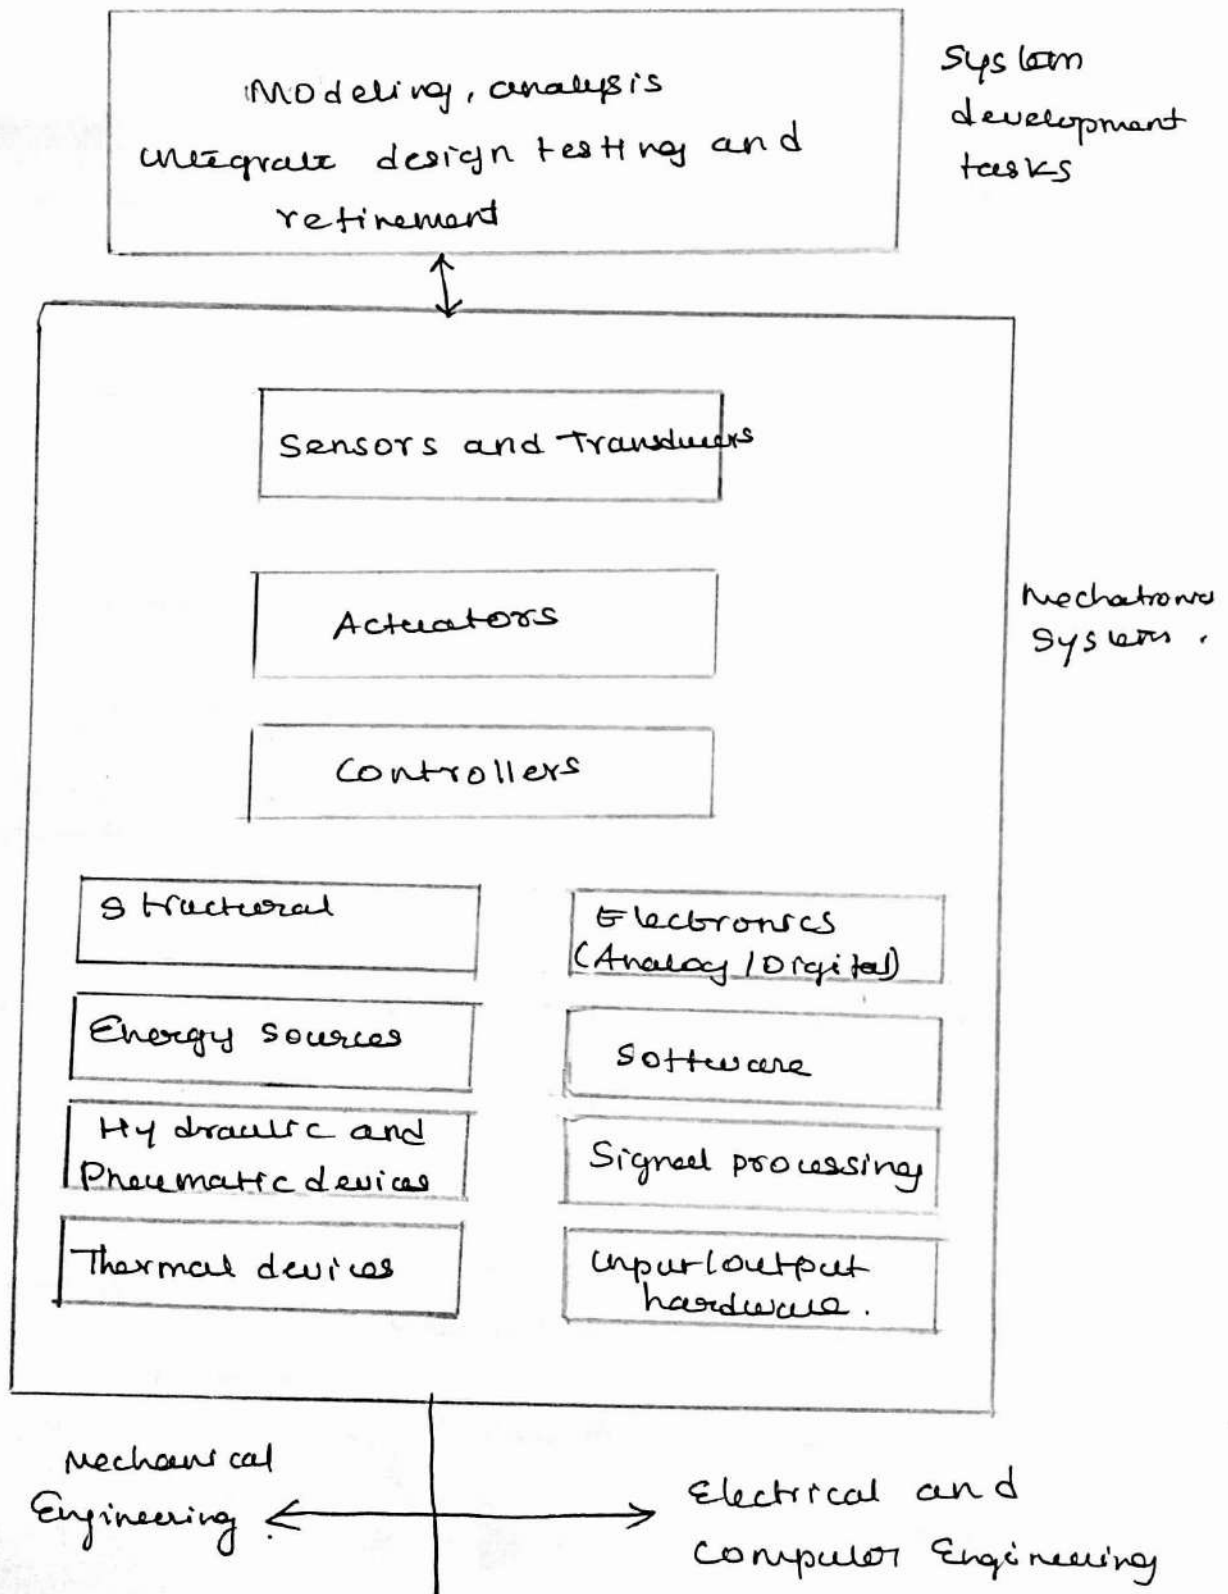 Modeling, analysis
integrate design testing and
refinement
System
development
tasks
Sensors and Transducers
Actuators
Mechatronics
System.
Controllers
Structural
Electronics
(Analog/Digital)
Energy sources
Software
Hydraulic and
Pneumatic devices
Signal processing
Thermal devices
input/output
hardware.
Mechanical
Engineering.
Electrical and
Computer Engineering